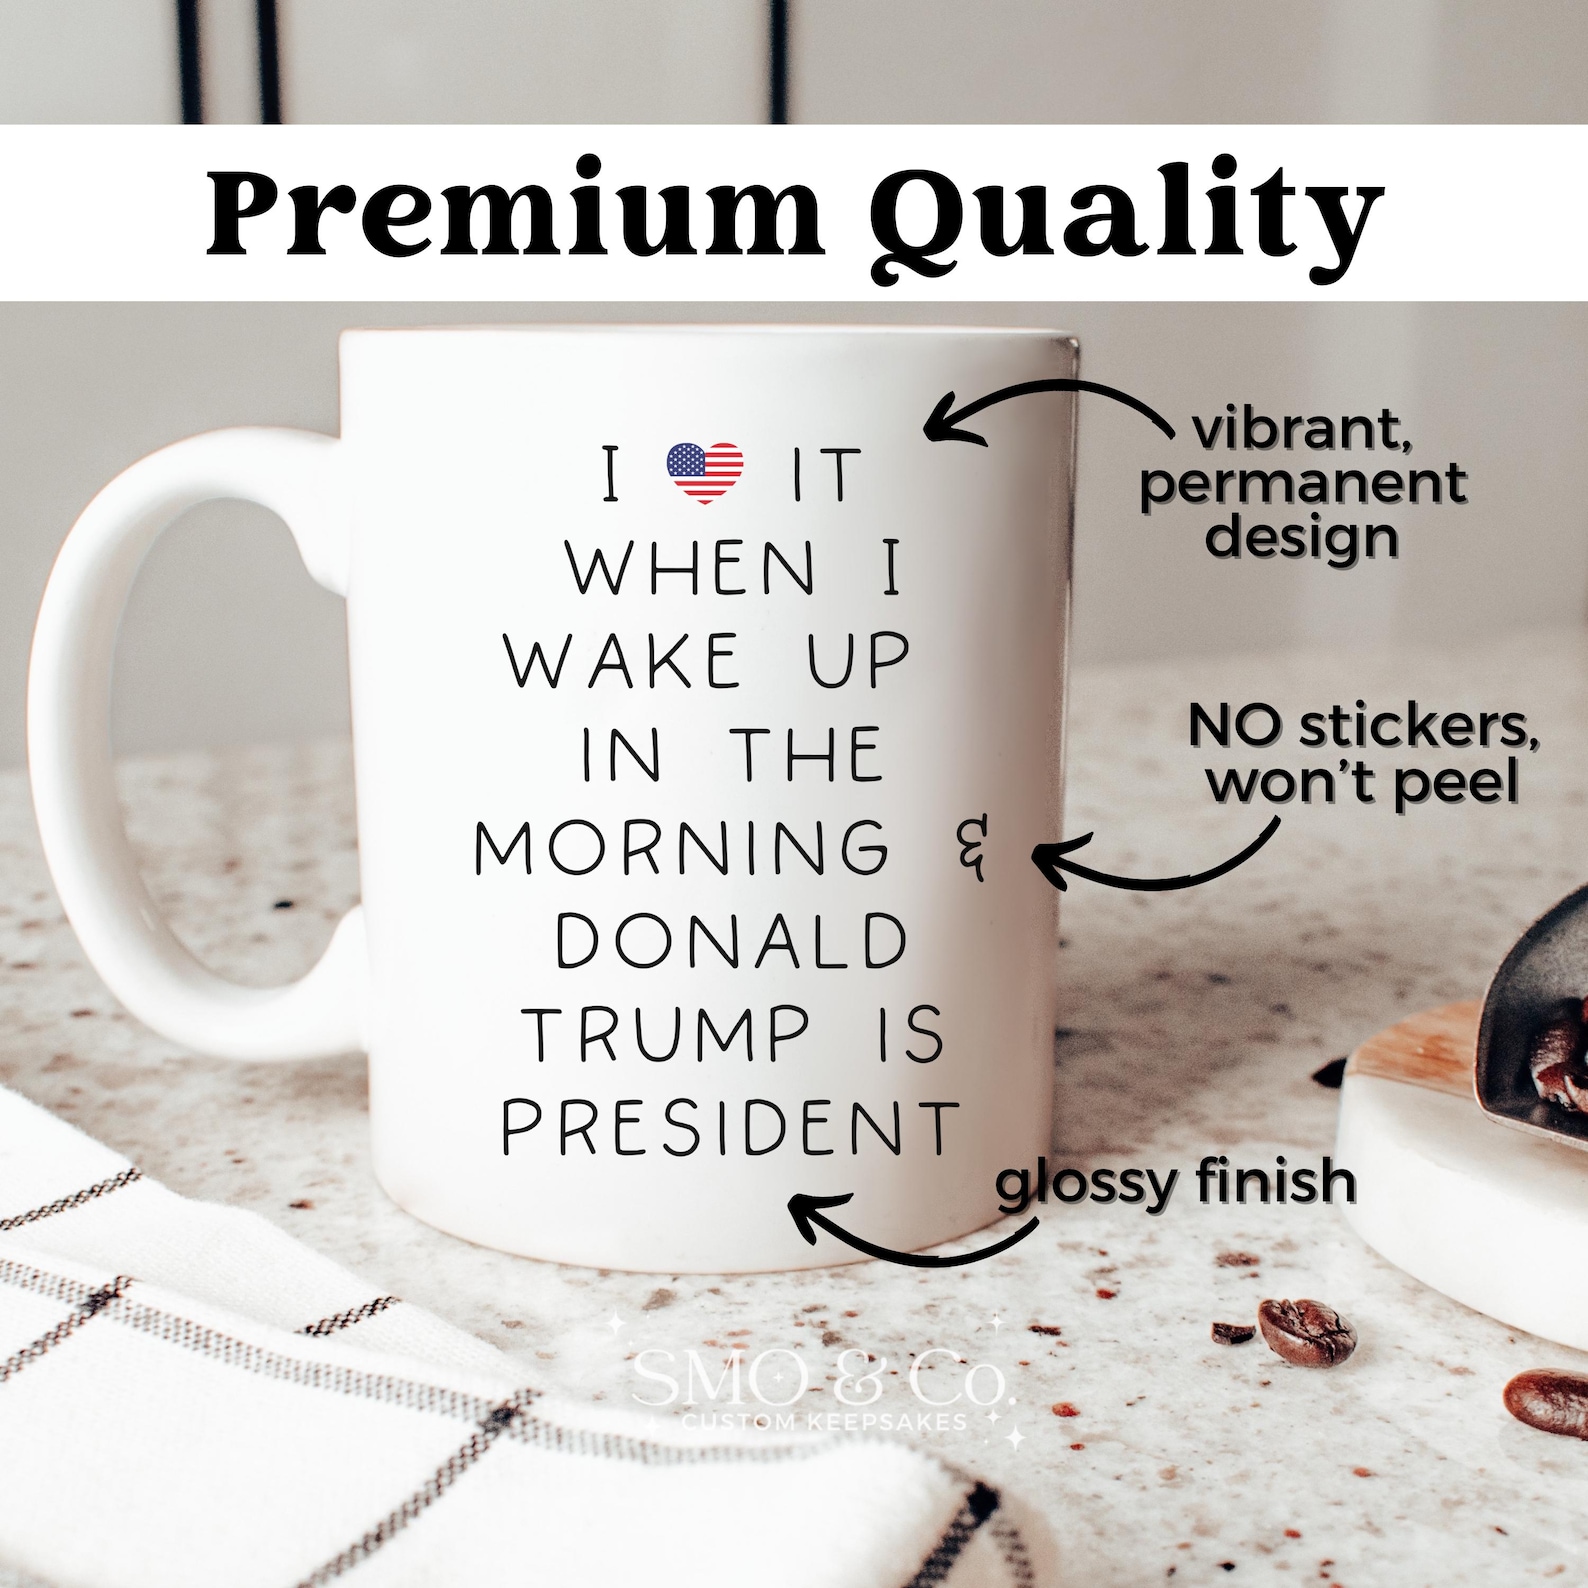 Premium Quality
I IT
WHEN I
WAKE UP
IN THE
MORNING &
DONALD
TRUMP IS
PRESIDENT
vibrant,
permanent
design
NO stickers,
won't peel
glossy finish
SMO & Co.
CUSTOM KEEPSAKES